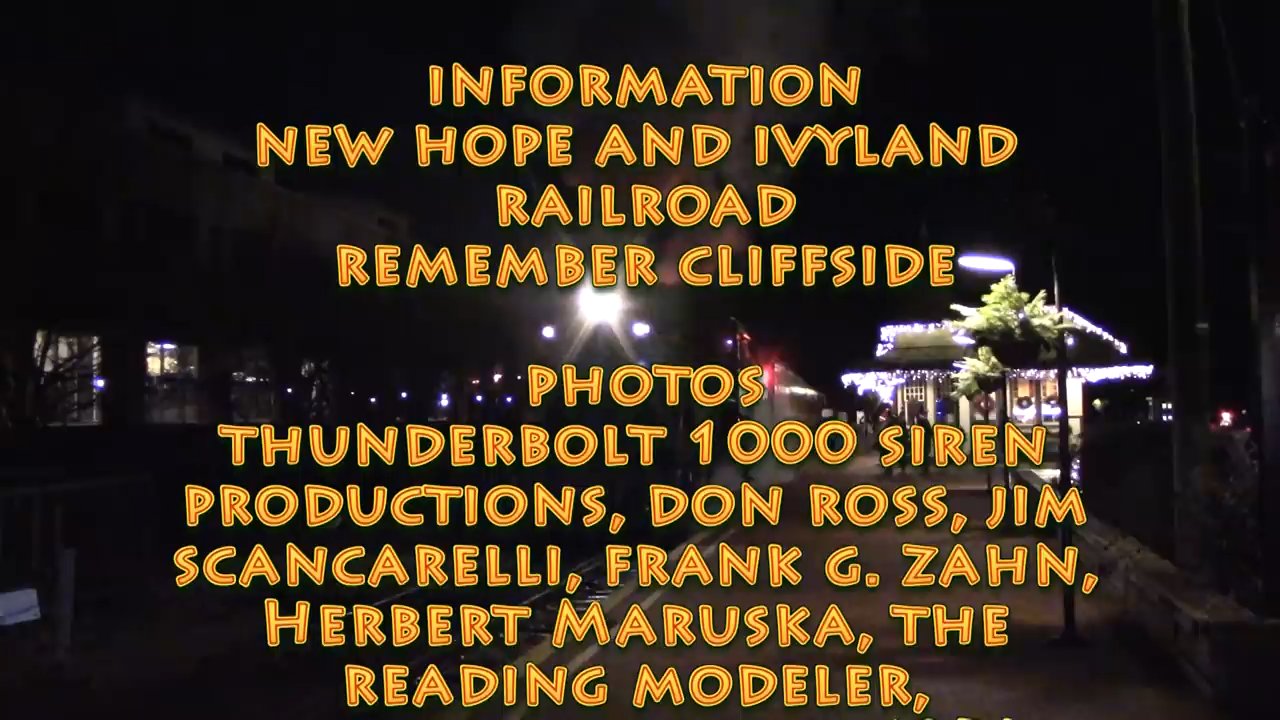 INFORMATION
NEW HOPE AND IVYLAND
RAILROAD
REMEMBER CLIFFSIDE
PHOTOS
THUNDERBOLT 1000 SIREN
PRODUCTIONS, DON ROSS, JIM
SCANCARELLI, FRANK G. ZAHN,
HERBERT MARUSKA, THE
READING MODELER,